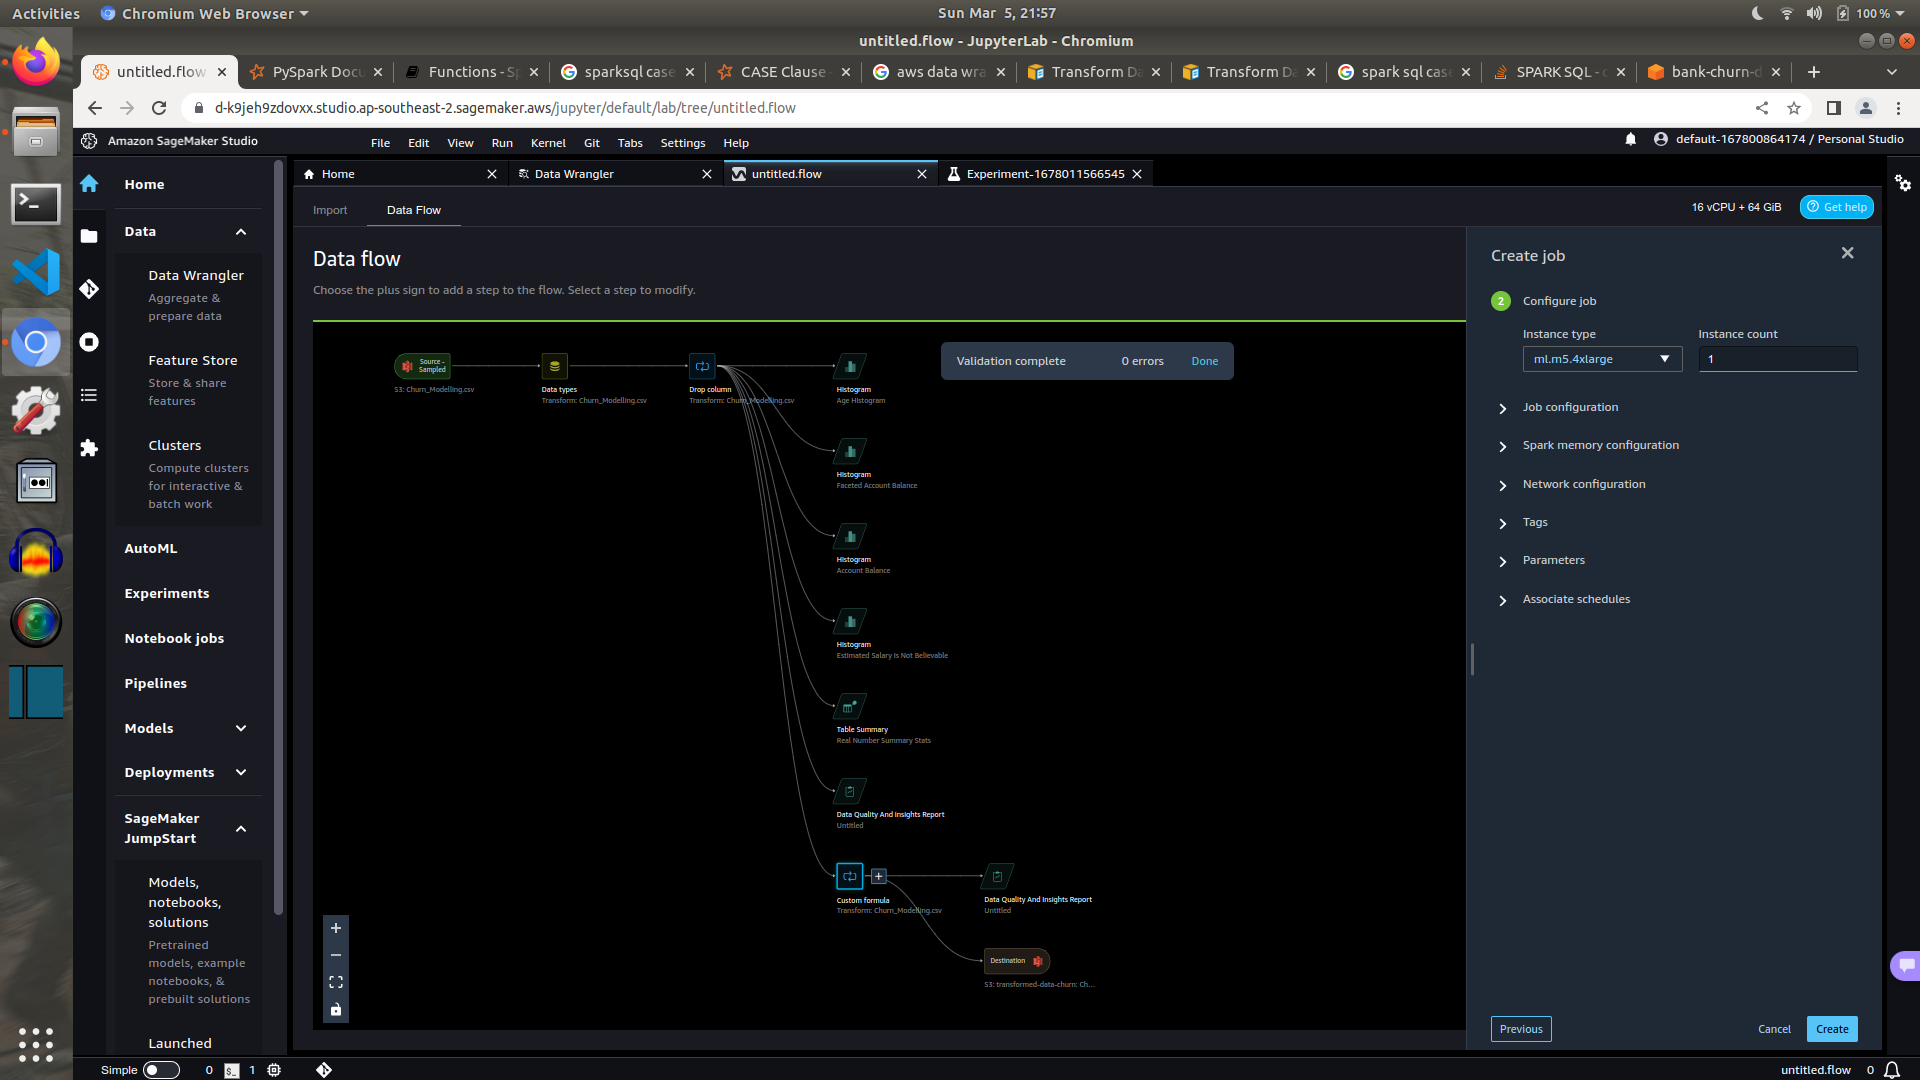 Activities
Chromium Web Browser
Sun Mar 5, 21:57
100 %
untitled.flow - JupyterLab - Chromium
untitled.flow
PySpark Docu
Functions - Sp
sparksql case
CASE Clause -
aws data wra
Transform Da
Transform Da
spark sql cas
SPARK SQL - c
bank-churn-d
d-k9jeh9zdovxx.studio.ap-southeast-2.sagemaker.aws/jupyter/default/lab/tree/untitled.flow
Amazon SageMaker Studio
File
Edit
View
Run
Kernel
Git
Tabs
Settings
Help
default-167800864174 / Personal Studio
Home
Data Wrangler
untitled.flow
Experiment-1678011566545
Home
Data
Data Wrangler
Aggregate &
prepare data
Feature Store
Store & share
features
Clusters
Compute clusters
for interactive &
batch work
AutoML
Experiments
Notebook jobs
Pipelines
Models
Deployments
SageMaker
JumpStart
Models,
notebooks,
solutions
Pretrained
models, example
notebooks, &
prebuilt solutions
Launched
Import
Data Flow
16 vCPU + 64 GiB
Get help
Data flow
Choose the plus sign to add a step to the flow. Select a step to modify.
Source -
Sampled
S3: Churn_Modelling.csv
Data types
Transform: Churn_Modelling.csv
Drop column
Transform: Churn_Modelling.csv
Histogram
Age Histogram
Validation complete
0 errors
Done
Histogram
Faceted Account Balance
Histogram
Account Balance
Histogram
Estimated Salary Is Not Believable
Table Summary
Real Number Summary Stats
Data Quality And Insights Report
Untitled
Custom formula
Transform: Churn_Modelling.csv
Data Quality And Insights Report
Untitled
Destination
S3: transformed-data-churn: Ch...
Create job
2
Configure job
Instance type
Instance count
ml.m5.4xlarge
1
Job configuration
Spark memory configuration
Network configuration
Tags
Parameters
Associate schedules
Previous
Cancel
Create
Simple
0
1
untitled.flow
0